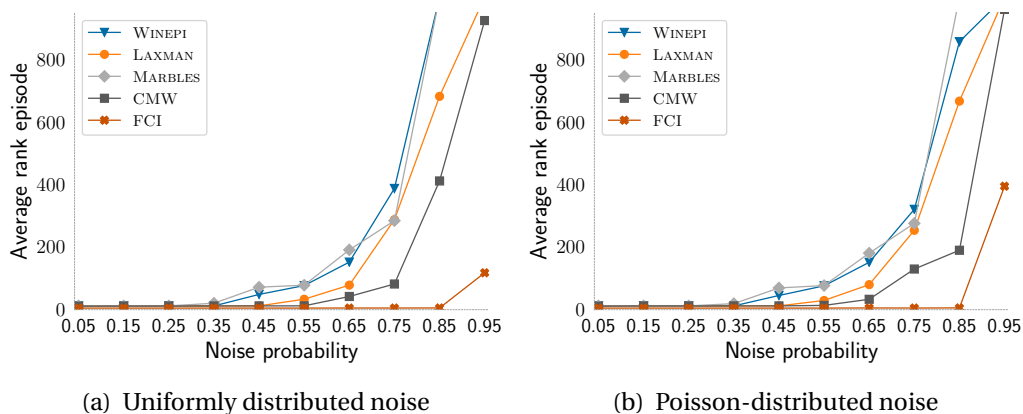 WINEPI
LAXMAN
MARBLES
CMW
FCI
Average rank episode
800
600
400
200
0
0.05 0.15 0.25 0.35 0.45 0.55 0.65 0.75 0.85 0.95
Noise probability
(a) Uniformly distributed noise
WINEPI
LAXMAN
MARBLES
CMW
FCI
Average rank episode
800
600
400
200
0
0.05 0.15 0.25 0.35 0.45 0.55 0.65 0.75 0.85 0.95
Noise probability
(b) Poisson-distributed noise